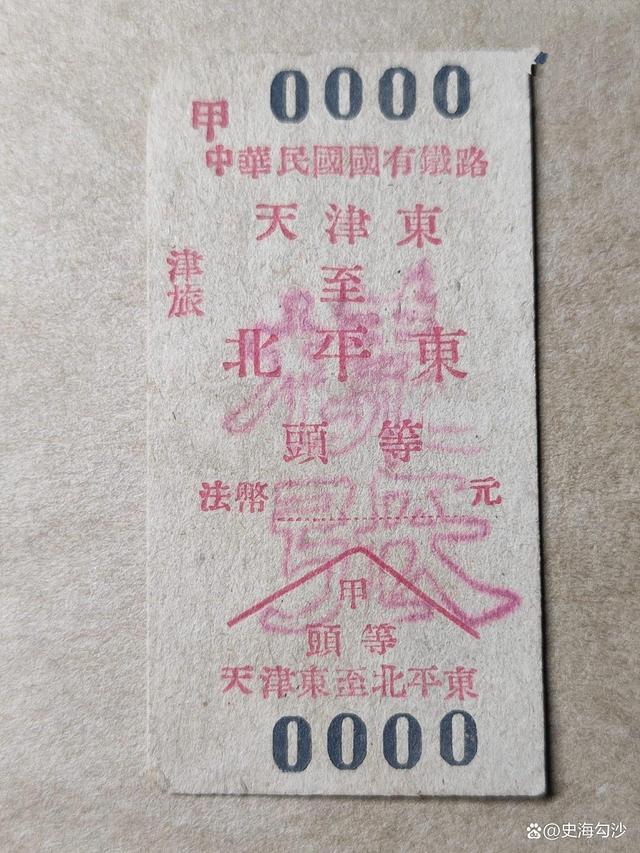 0000
甲
中華民國國有鐵路
天津東
至
津旅
北平東
頭等
法幣 元
甲
頭等
天津東至北平東
0000
樣張
@史海勾沙